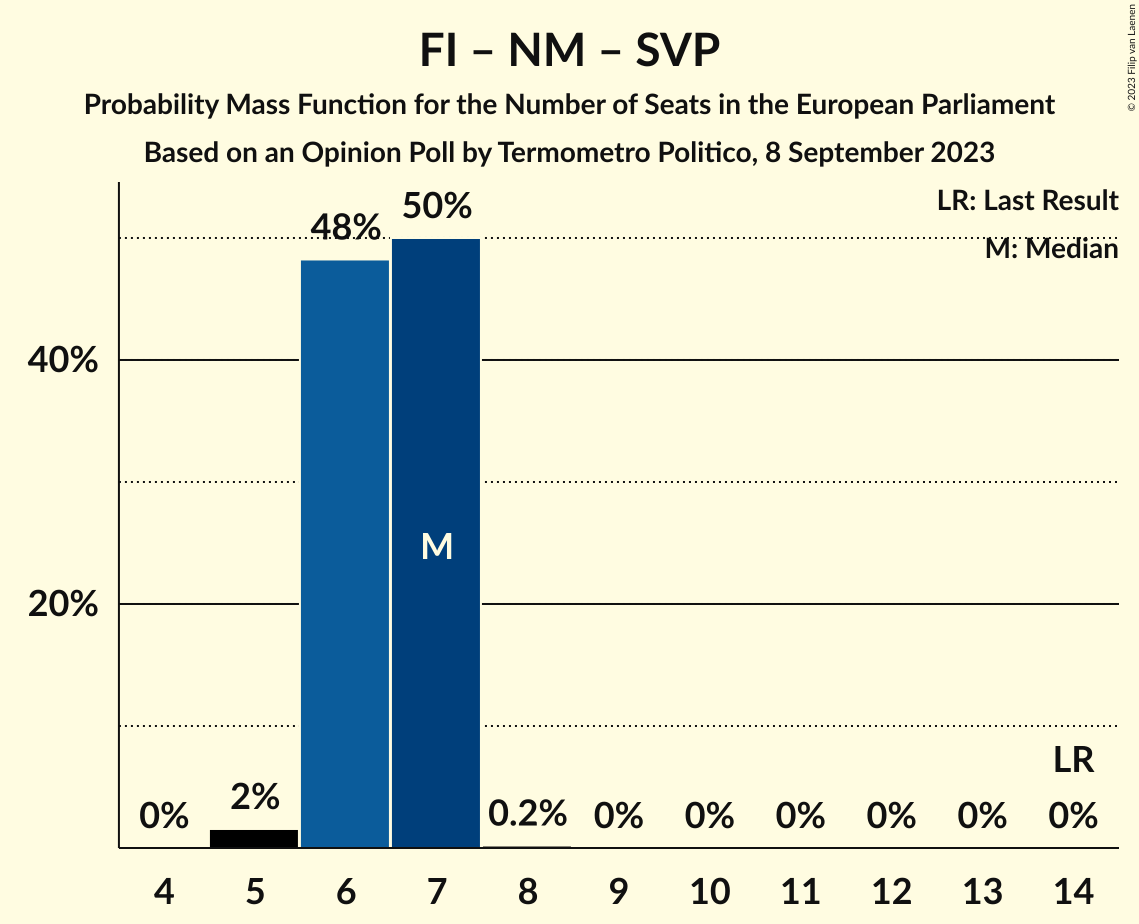 FI – NM – SVP
Probability Mass Function for the Number of Seats in the European Parliament
Based on an Opinion Poll by Termometro Politico, 8 September 2023
© 2023 Filip van Laenen
LR: Last Result
M: Median
48%
50%
40%
M
20%
LR
0%
2%
0.2%
0%
0%
0%
0%
0%
0%
4 5 6 7 8 9 10 11 12 13 14